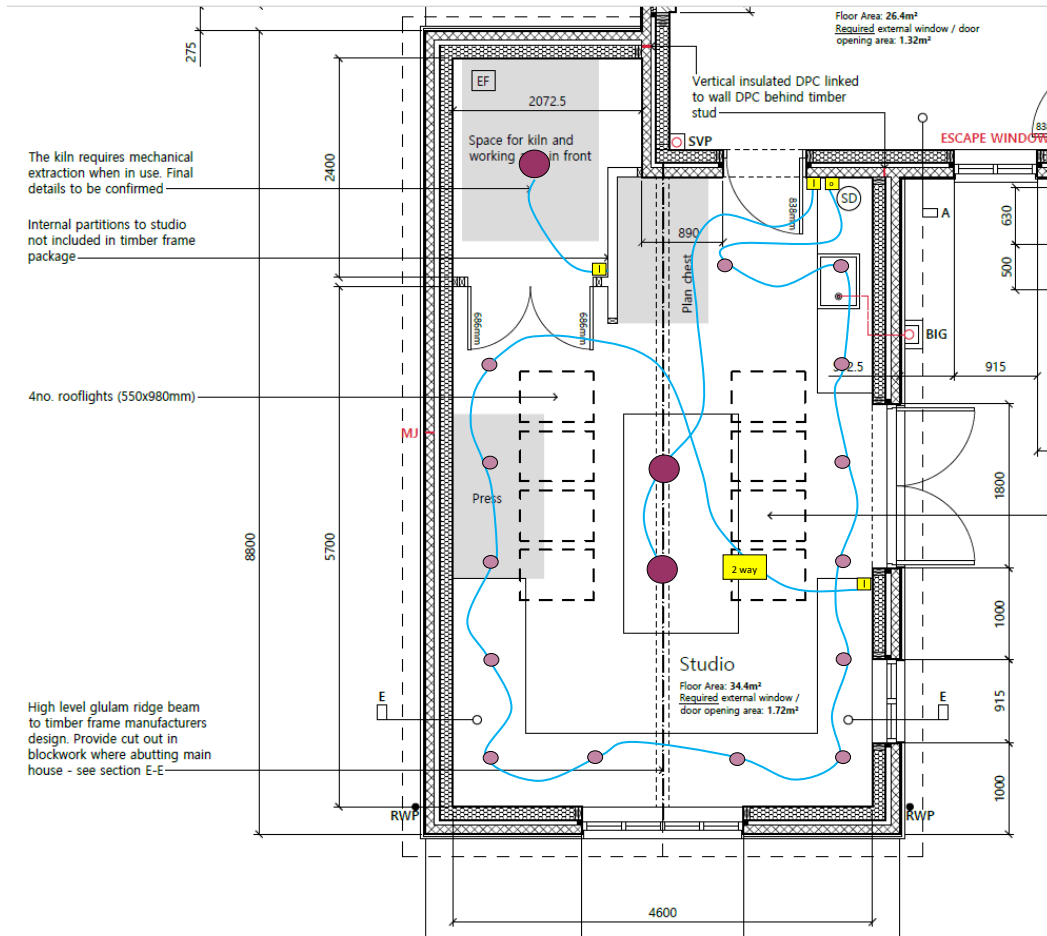 Floor Area: 26.4m²
Required external window / door
opening area: 1.32m²
275
EF
2072.5
Vertical insulated DPC linked
to wall DPC behind timber
stud
Space for kiln and
in front
SVP
ESCAPE WINDOW
The kiln requires mechanical
extraction when in use. Final
details to be confirmed
2400
I
o
SD
838mm
A
630
Internal partitions to studio
not included in timber frame
package
890
500
I
Plan chest
686mm
686mm
BIG
2.5
915
4no. rooflights (550x980mm)
MJ
1800
Press
8800
5700
2 way
I
1000
Studio
Floor Area: 34.4m²
Required external window /
door opening area: 1.72m²
E
E
915
High level glulam ridge beam
to timber frame manufacturers
design. Provide cut out in
blockwork where abutting main
house - see section E-E
1000
RWP
RWP
4600